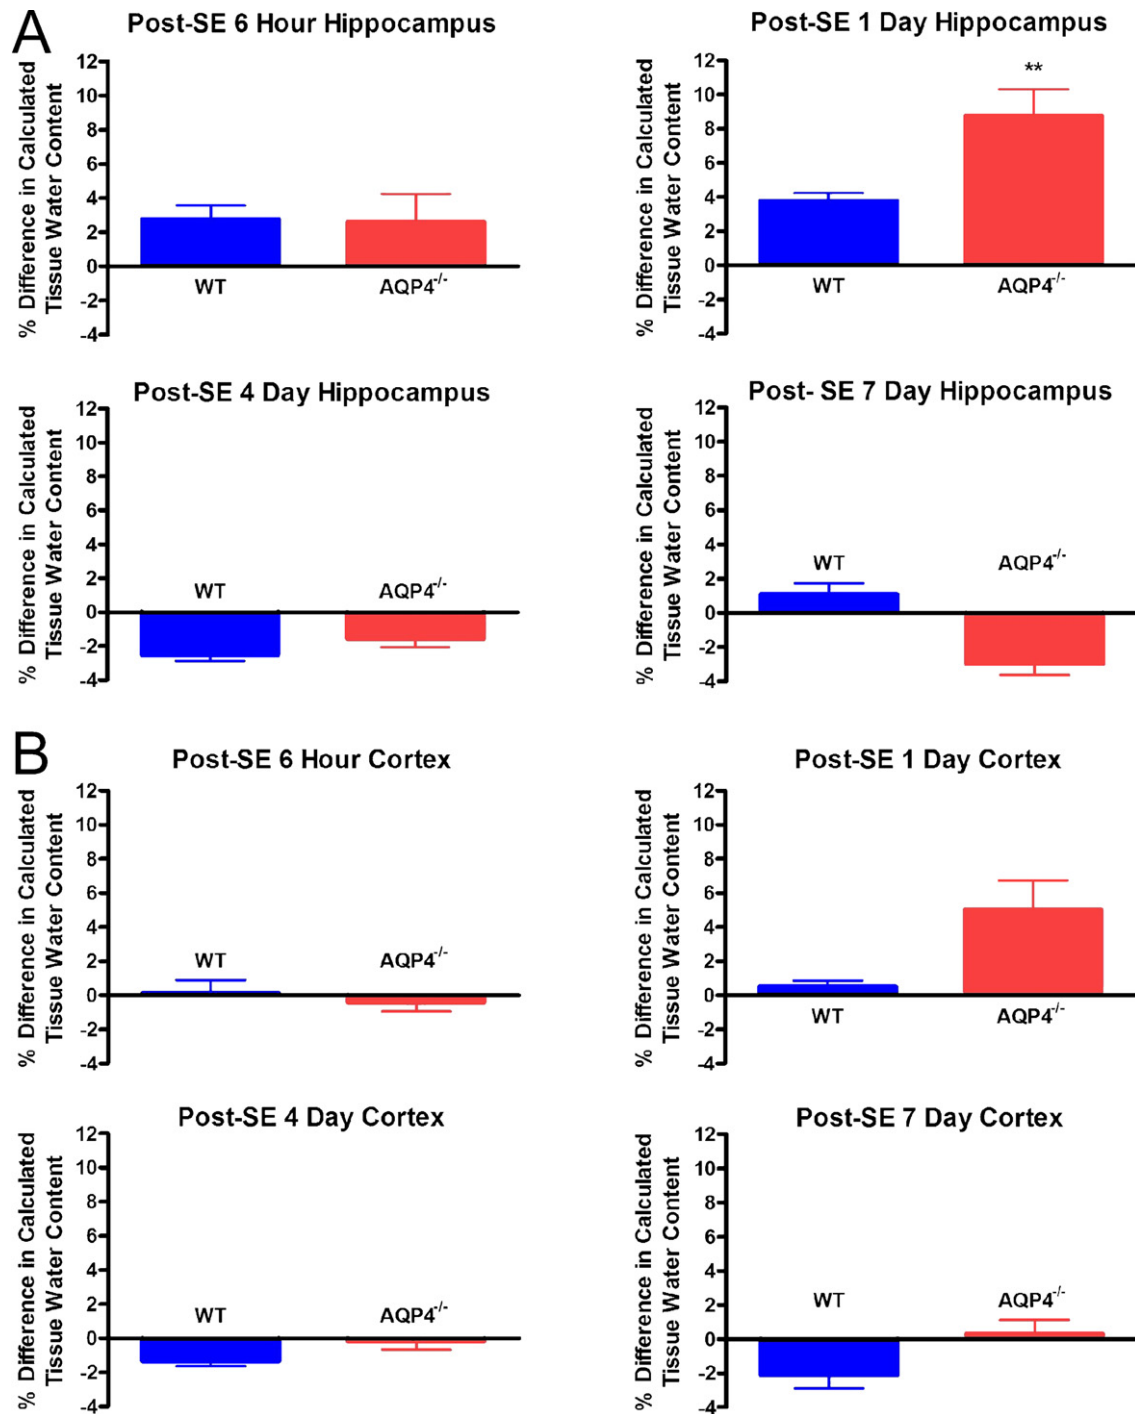 A
Post-SE 6 Hour Hippocampus
% Difference in Calculated
Tissue Water Content
12
10
8
6
4
2
0
-2
-4
WT
AQP4-/-
Post-SE 1 Day Hippocampus
% Difference in Calculated
Tissue Water Content
12
10
8
6
4
2
0
-2
-4
**
WT
AQP4-/-
Post-SE 4 Day Hippocampus
% Difference in Calculated
Tissue Water Content
12
10
8
6
4
2
0
-2
-4
WT
AQP4-/-
Post- SE 7 Day Hippocampus
% Difference in Calculated
Tissue Water Content
12
10
8
6
4
2
0
-2
-4
WT
AQP4-/-
B
Post-SE 6 Hour Cortex
% Difference in Calculated
Tissue Water Content
12
10
8
6
4
2
0
-2
-4
WT
AQP4-/-
Post-SE 1 Day Cortex
% Difference in Calculated
Tissue Water Content
12
10
8
6
4
2
0
-2
-4
WT
AQP4-/-
Post-SE 4 Day Cortex
% Difference in Calculated
Tissue Water Content
12
10
8
6
4
2
0
-2
-4
WT
AQP4-/-
Post-SE 7 Day Cortex
% Difference in Calculated
Tissue Water Content
12
10
8
6
4
2
0
-2
-4
WT
AQP4-/-